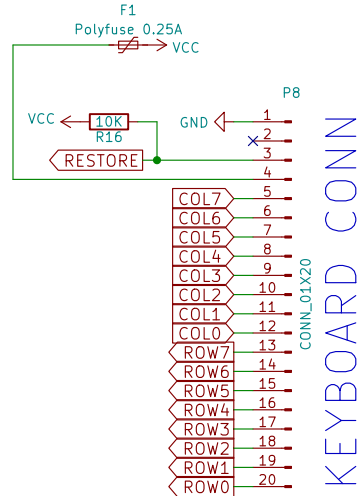 F1
Polyfuse 0.25A
VCC
P8
VCC
10K
R16
GND
1
2
RESTORE
3
4
COL7
5
COL6
6
COL5
7
COL4
8
COL3
9
COL2
10
COL1
11
COL0
12
ROW7
13
ROW6
14
ROW5
15
ROW4
16
ROW3
17
ROW2
18
ROW1
19
ROW0
20
CONN_01X20
KEYBOARD CONN